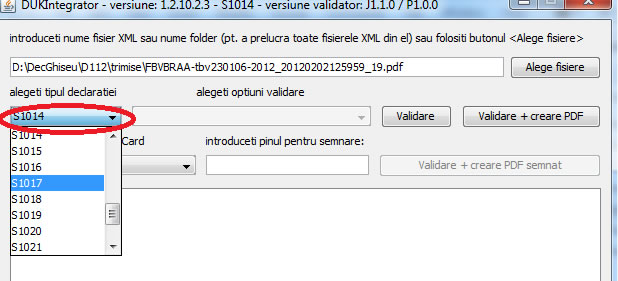 DUKIntegrator - versiune: 1.2.10.2.3 - S1014 - versiune validator: J1.1.0 / P1.0.0
introduceti nume fisier XML sau nume folder (pt. a prelucra toate fisierele XML din el) sau folositi butonul <Alege fisiere>
D:\DecGhiseu\D112\trimise\FBVBRAA-tbv230106-2012_20120202125959_19.pdf
Alege fisiere
alegeti tipul declaratiei
alegeti optiuni validare
S1014
Validare
Validare + creare PDF
S1014
Card
introduceti pinul pentru semnare:
S1015
S1016
Validare + creare PDF semnat
S1017
S1018
S1019
S1020
S1021